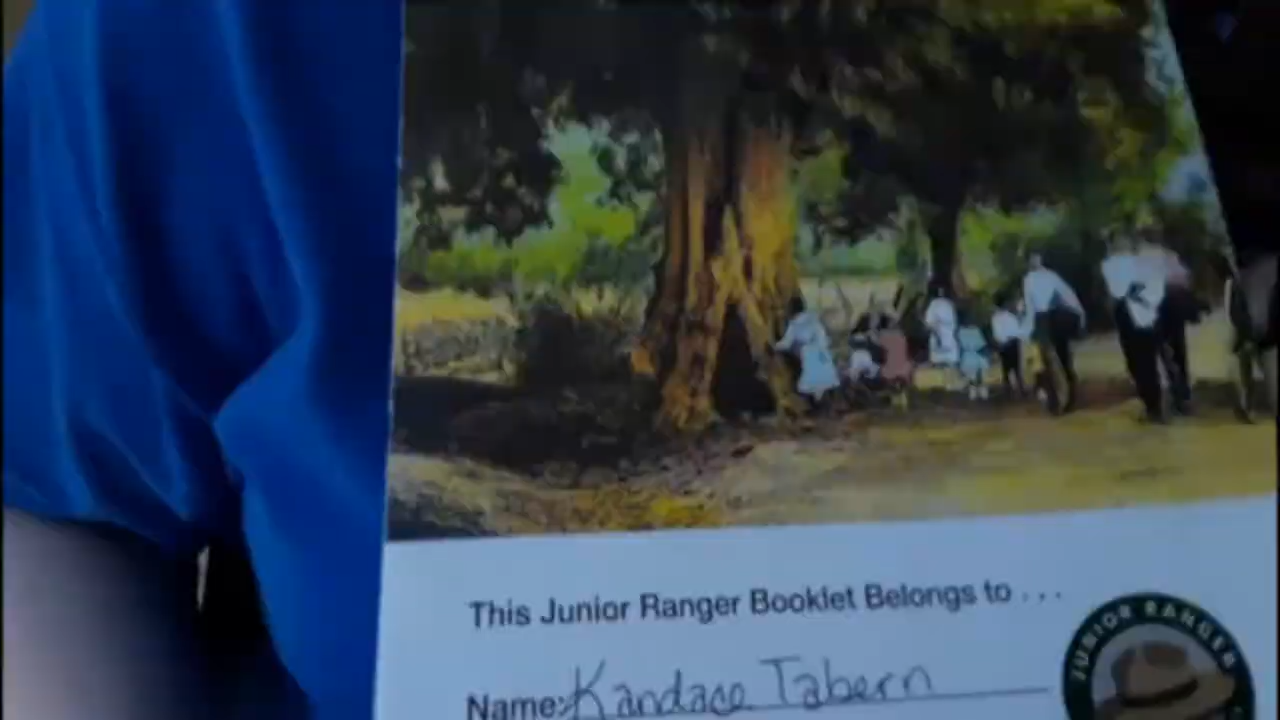 This Junior Ranger Booklet Belongs to . . .
Name: Kandace Tabern
JUNIOR RANGER